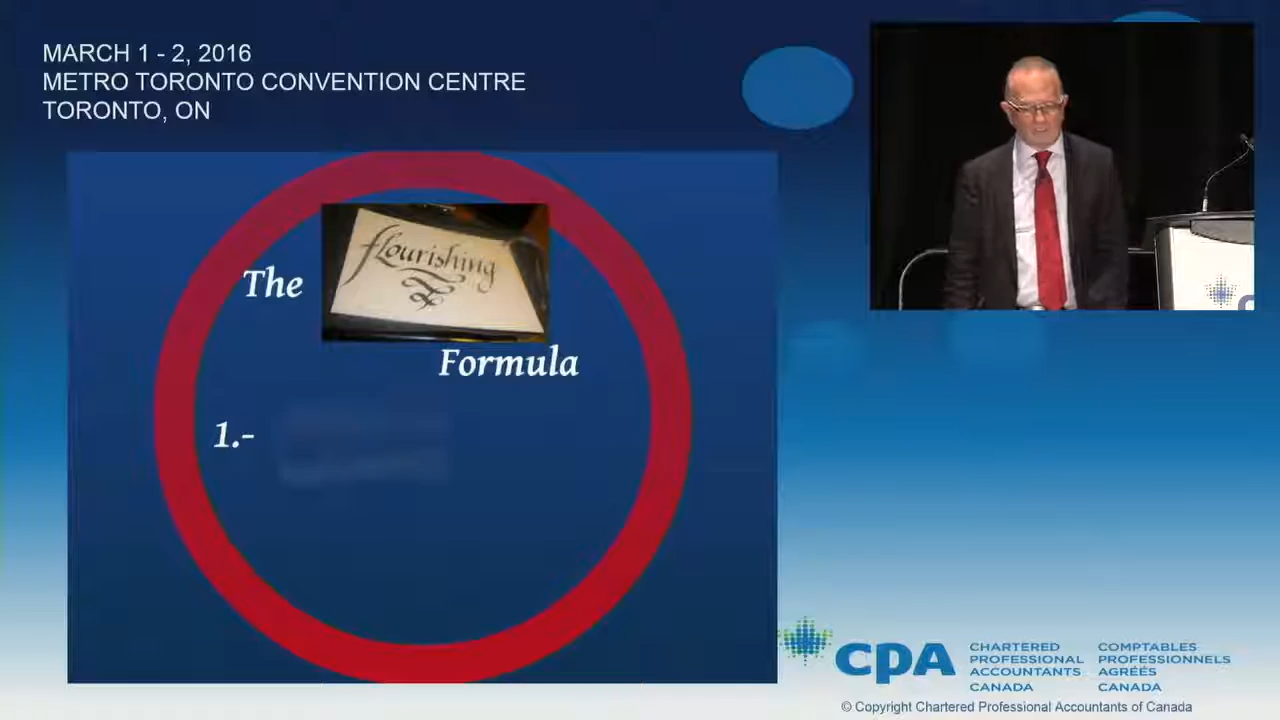 MARCH 1 - 2, 2016
METRO TORONTO CONVENTION CENTRE
TORONTO, ON
The
flourishing
Formula
1.-
cpa
CHARTERED
PROFESSIONAL
ACCOUNTANTS
CANADA
COMPTABLES
PROFESSIONNELS
AGRÉÉS
CANADA
© Copyright Chartered Professional Accountants of Canada